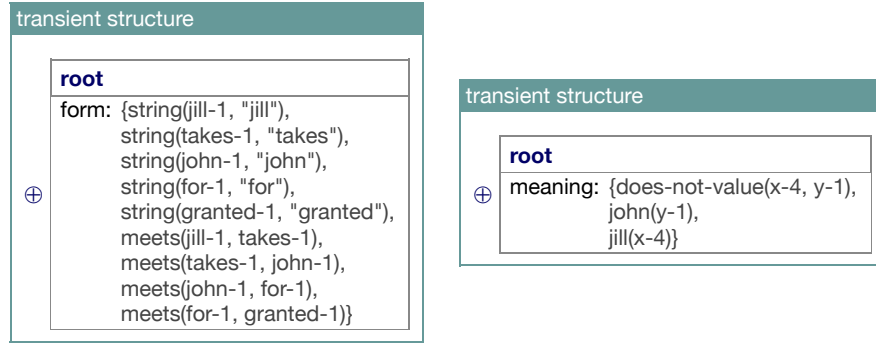 transient structure
root
form: {string(jill-1, "jill"),
string(takes-1, "takes"),
string(john-1, "john"),
string(for-1, "for"),
⊕
string(granted-1, "granted"),
meets(jill-1, takes-1),
meets(takes-1, john-1),
meets(john-1, for-1),
meets(for-1, granted-1)}
transient structure
root
⊕
meaning: {does-not-value(x-4, y-1),
john(y-1),
jill(x-4)}